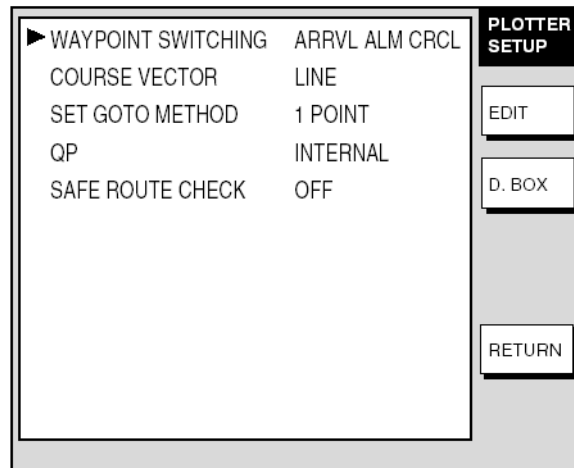 WAYPOINT SWITCHING ARRVL ALM CRCL
COURSE VECTOR LINE
SET GOTO METHOD 1 POINT
QP INTERNAL
SAFE ROUTE CHECK OFF
PLOTTER
SETUP
EDIT
D. BOX
RETURN